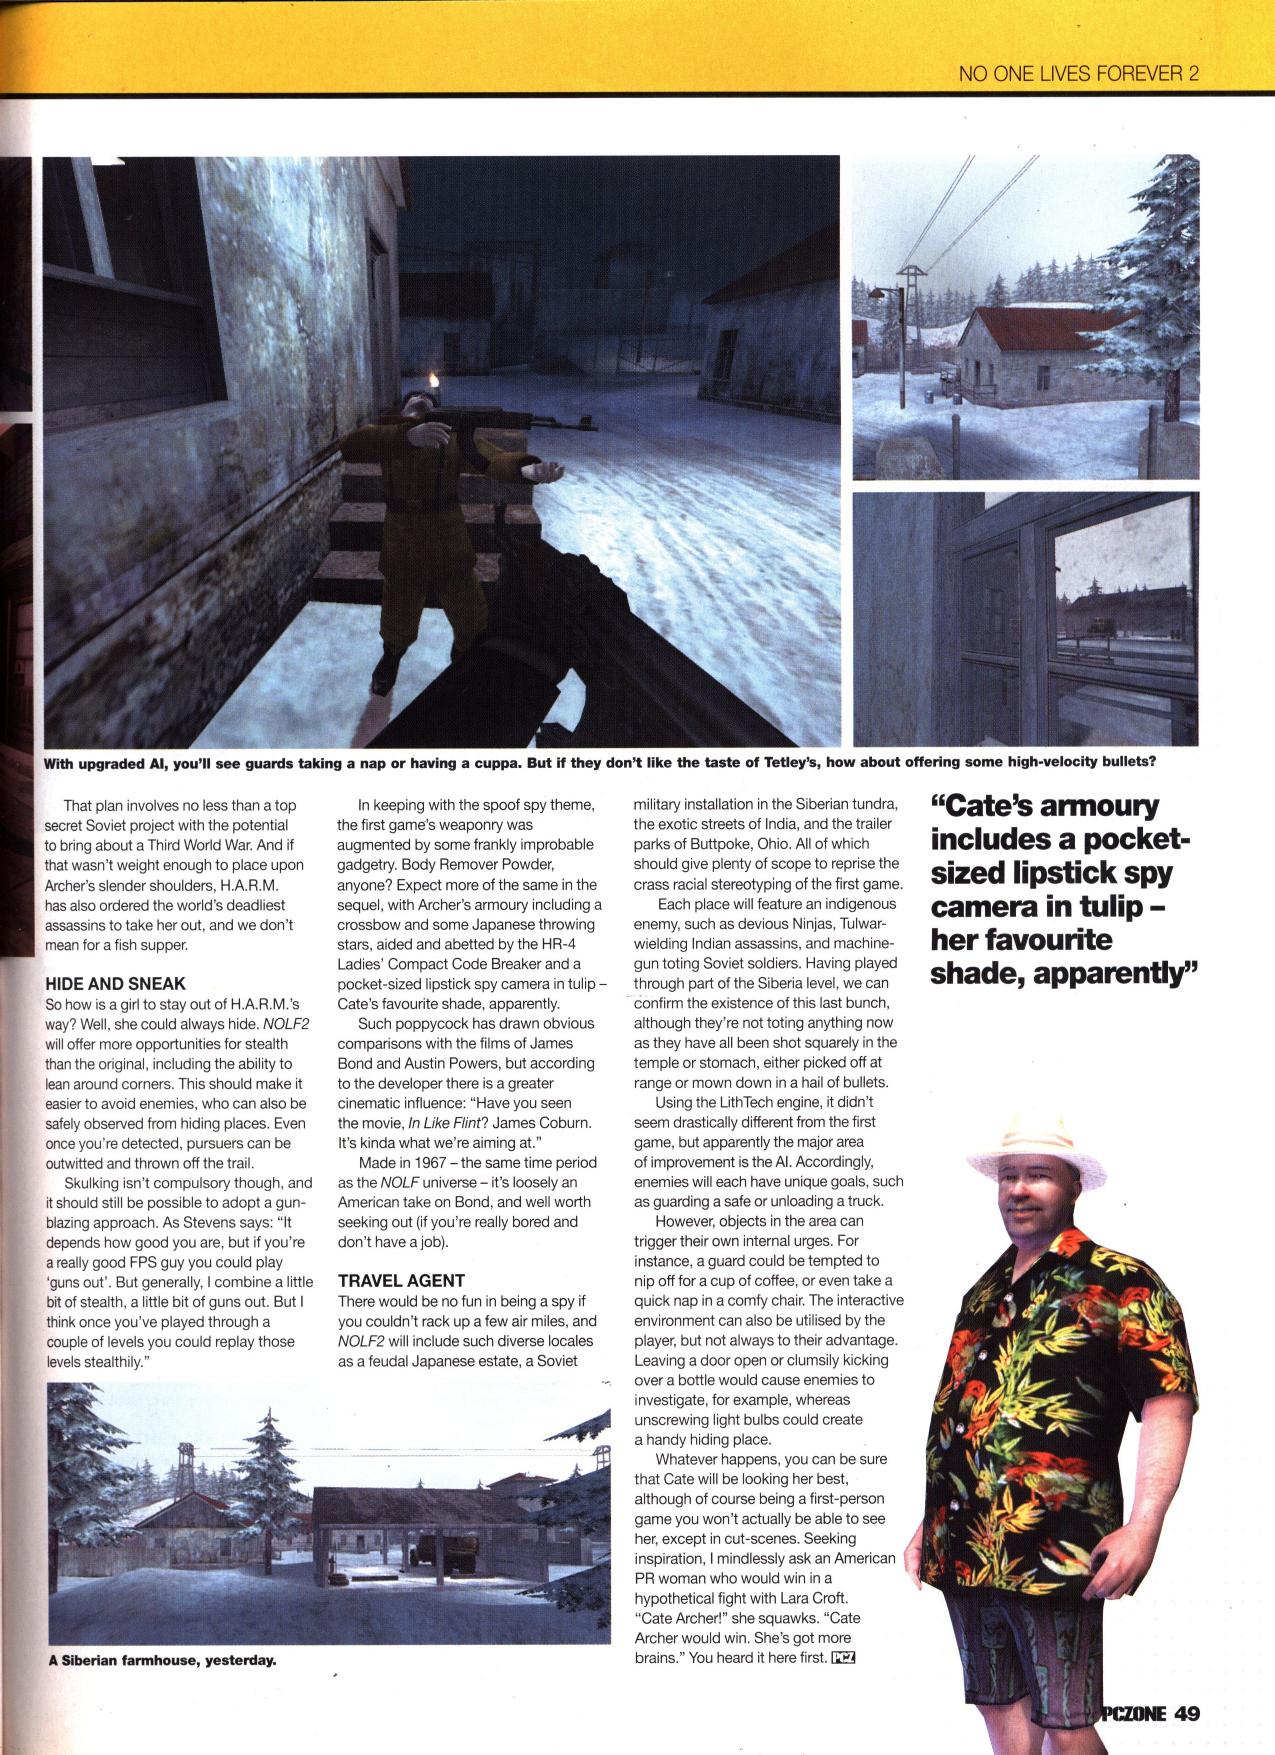 NO ONE LIVES FOREVER 2
With upgraded AI, you'll see guards taking a nap or having a cuppa. But if they don't like the taste of Tetley's, how about offering some high-velocity bullets?
That plan involves no less than a top
secret Soviet project with the potential
to bring about a Third World War. And if
that wasn't weight enough to place upon
Archer's slender shoulders, H.A.R.M.
has also ordered the world's deadliest
assassins to take her out, and we don't
mean for a fish supper.
HIDE AND SNEAK
So how is a girl to stay out of H.A.R.M.'s
way? Well, she could always hide. NOLF2
will offer more opportunities for stealth
than the original, including the ability to
lean around corners. This should make it
easier to avoid enemies, who can also be
safely observed from hiding places. Even
once you're detected, pursuers can be
outwitted and thrown off the trail.
Skulking isn't compulsory though, and
it should still be possible to adopt a gun-
blazing approach. As Stevens says: "It
depends how good you are, but if you're
a really good FPS guy you could play
'guns out'. But generally, I combine a little
bit of stealth, a little bit of guns out. But I
think once you've played through a
couple of levels you could replay those
levels stealthily."
In keeping with the spoof spy theme,
the first game's weaponry was
augmented by some frankly improbable
gadgetry. Body Remover Powder,
anyone? Expect more of the same in the
sequel, with Archer's armoury including a
crossbow and some Japanese throwing
stars, aided and abetted by the HR-4
Ladies' Compact Code Breaker and a
pocket-sized lipstick spy camera in tulip –
Cate's favourite shade, apparently.
Such poppycock has drawn obvious
comparisons with the films of James
Bond and Austin Powers, but according
to the developer there is a greater
cinematic influence: "Have you seen
the movie, In Like Flint? James Coburn.
It's kinda what we're aiming at."
Made in 1967 – the same time period
as the NOLF universe – it's loosely an
American take on Bond, and well worth
seeking out (if you're really bored and
don't have a job).
TRAVEL AGENT
There would be no fun in being a spy if
you couldn't rack up a few air miles, and
NOLF2 will include such diverse locales
as a feudal Japanese estate, a Soviet
military installation in the Siberian tundra,
the exotic streets of India, and the trailer
parks of Buttpoke, Ohio. All of which
should give plenty of scope to reprise the
crass racial stereotyping of the first game.
Each place will feature an indigenous
enemy, such as devious Ninjas, Tulwar-
wielding Indian assassins, and machine-
gun toting Soviet soldiers. Having played
through part of the Siberia level, we can
confirm the existence of this last bunch,
although they're not toting anything now
as they have all been shot squarely in the
temple or stomach, either picked off at
range or mown down in a hail of bullets.
Using the LithTech engine, it didn't
seem drastically different from the first
game, but apparently the major area
of improvement is the AI. Accordingly,
enemies will each have unique goals, such
as guarding a safe or unloading a truck.
However, objects in the area can
trigger their own internal urges. For
instance, a guard could be tempted to
nip off for a cup of coffee, or even take a
quick nap in a comfy chair. The interactive
environment can also be utilised by the
player, but not always to their advantage.
Leaving a door open or clumsily kicking
over a bottle would cause enemies to
investigate, for example, whereas
unscrewing light bulbs could create
a handy hiding place.
Whatever happens, you can be sure
that Cate will be looking her best,
although of course being a first-person
game you won't actually be able to see
her, except in cut-scenes. Seeking
inspiration, I mindlessly ask an American
PR woman who would win in a
hypothetical fight with Lara Croft.
"Cate Archer!" she squawks. "Cate
Archer would win. She's got more
brains." You heard it here first. PCZ
"Cate's armoury
includes a pocket-
sized lipstick spy
camera in tulip –
her favourite
shade, apparently"
A Siberian farmhouse, yesterday.
PCZONE 49